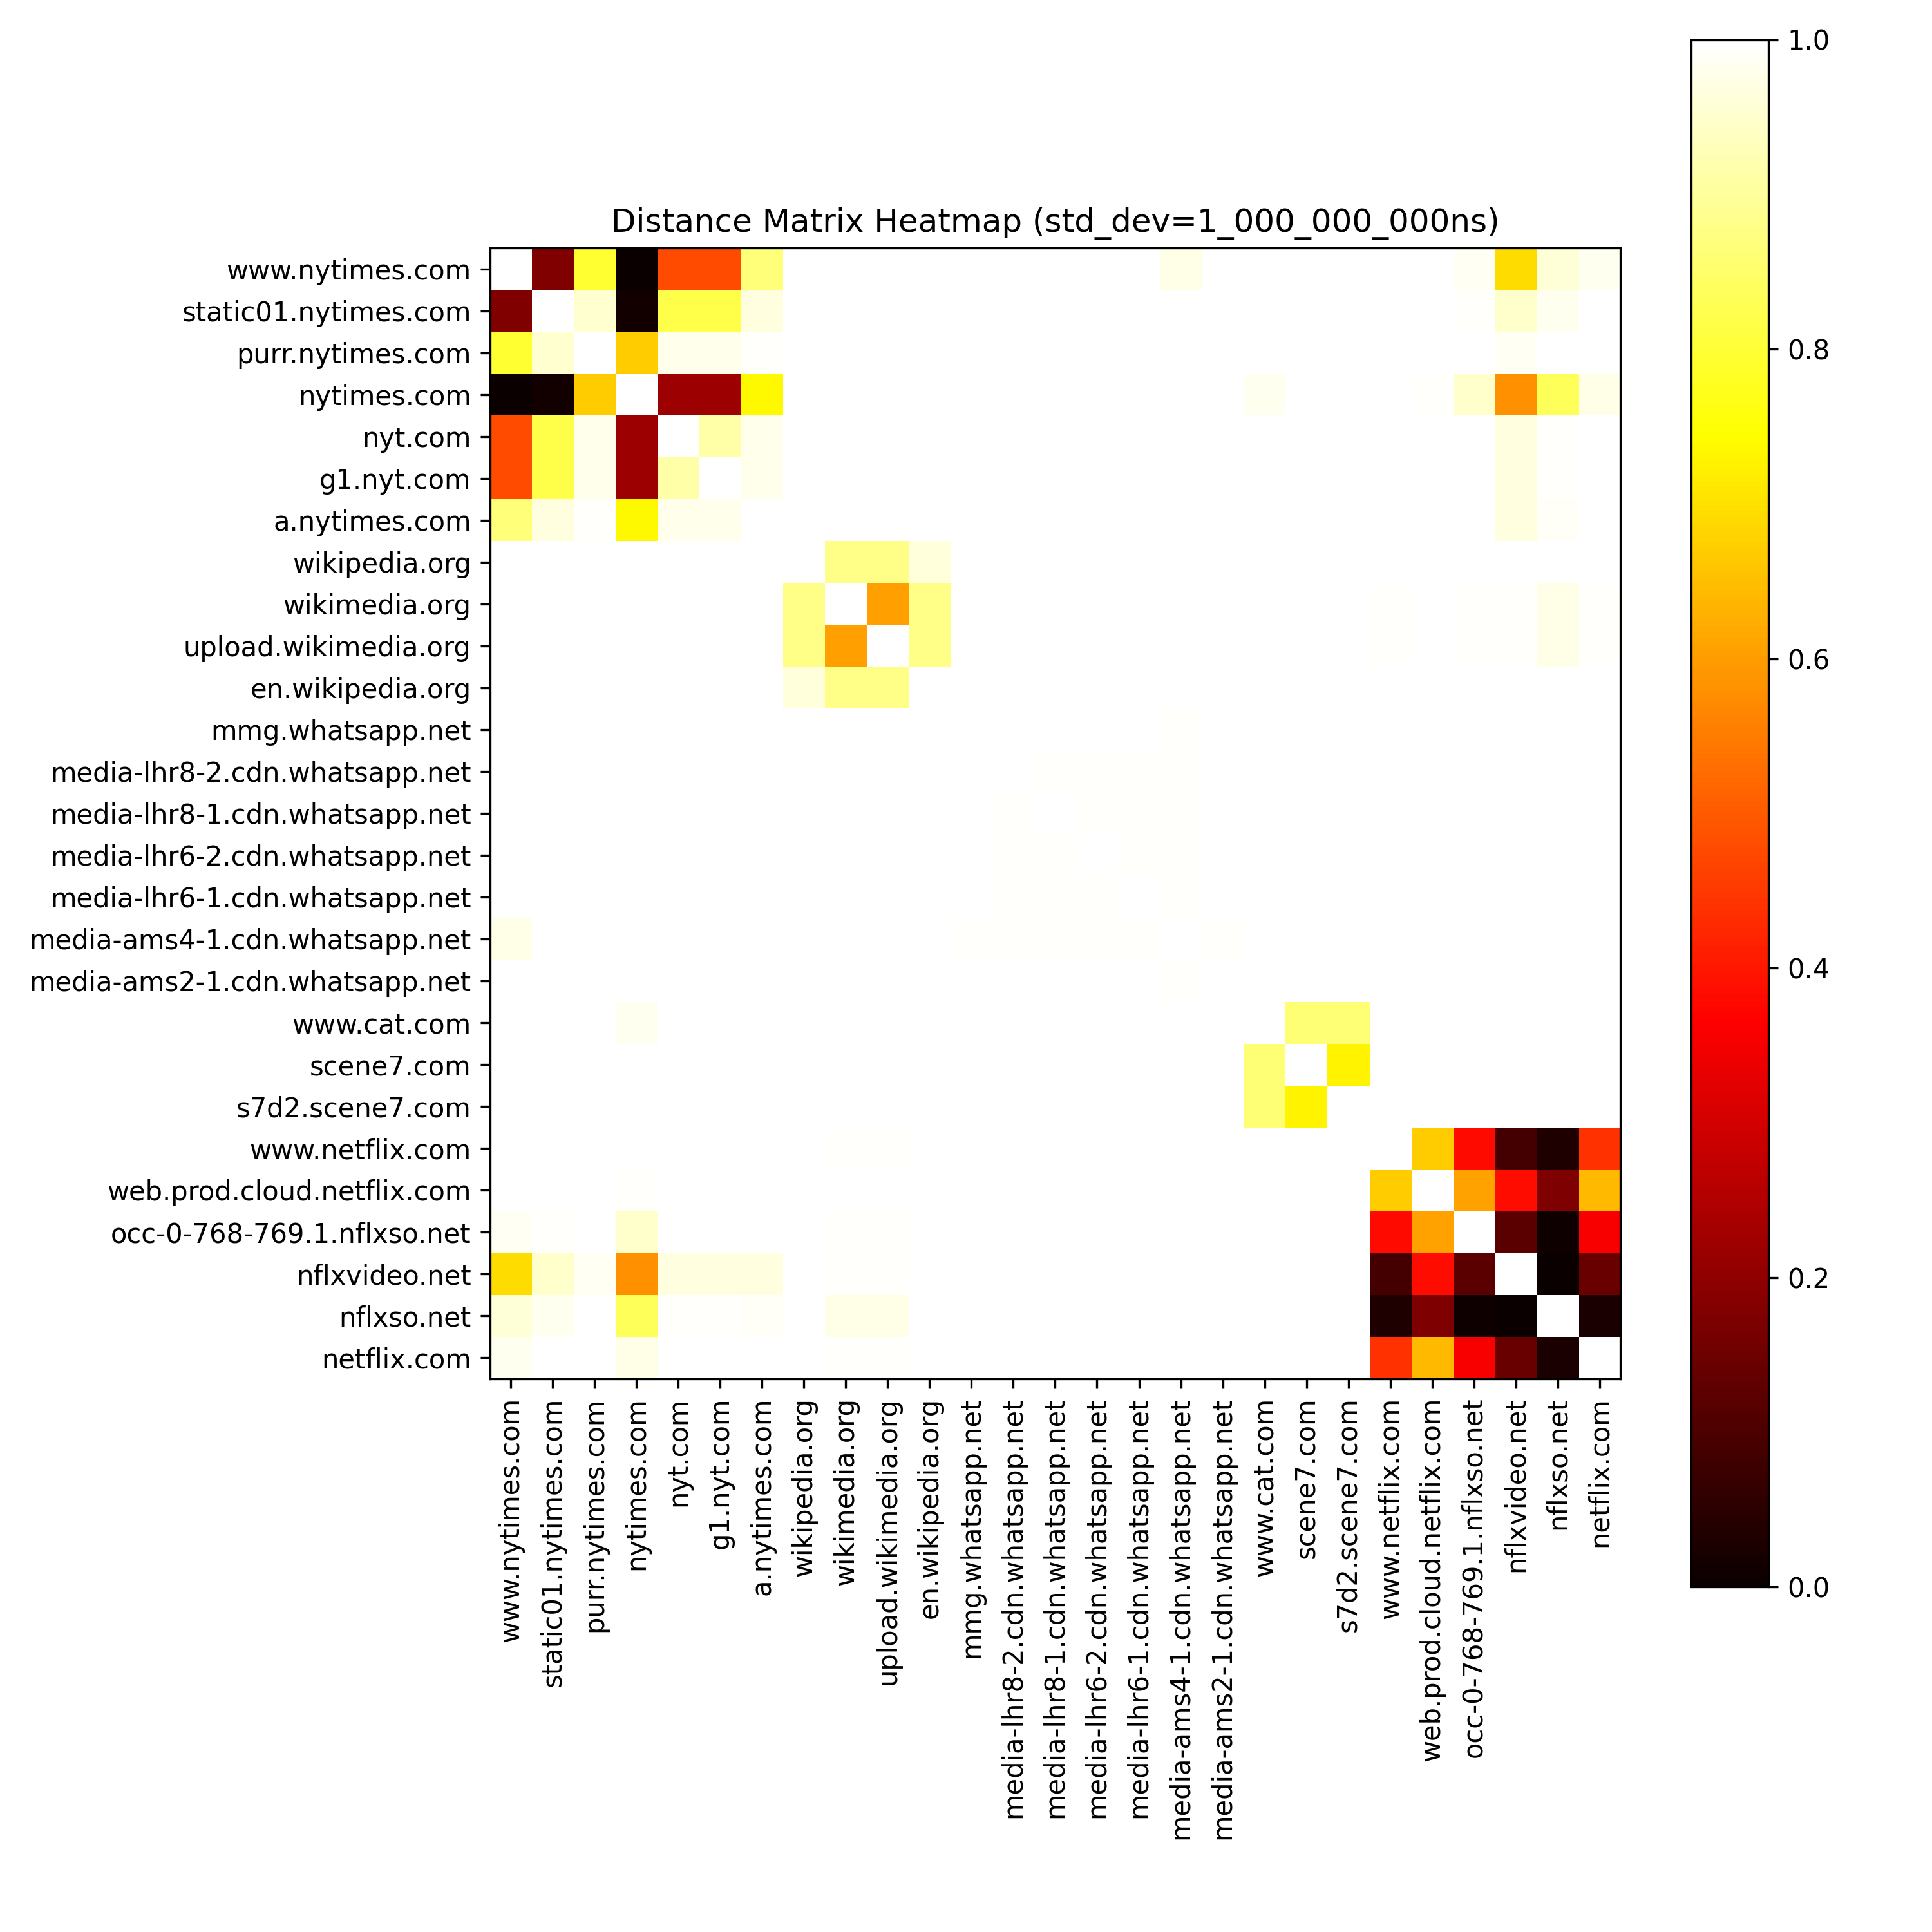 Distance Matrix Heatmap (std_dev=1_000_000_000ns)
www.nytimes.com
static01.nytimes.com
purr.nytimes.com
nytimes.com
nyt.com
g1.nyt.com
a.nytimes.com
wikipedia.org
wikimedia.org
upload.wikimedia.org
en.wikipedia.org
mmg.whatsapp.net
media-lhr8-2.cdn.whatsapp.net
media-lhr8-1.cdn.whatsapp.net
media-lhr6-2.cdn.whatsapp.net
media-lhr6-1.cdn.whatsapp.net
media-ams4-1.cdn.whatsapp.net
media-ams2-1.cdn.whatsapp.net
www.cat.com
scene7.com
s7d2.scene7.com
www.netflix.com
web.prod.cloud.netflix.com
occ-0-768-769.1.nflxso.net
nflxvideo.net
nflxso.net
netflix.com
www.nytimes.com
static01.nytimes.com
purr.nytimes.com
nytimes.com
nyt.com
g1.nyt.com
a.nytimes.com
wikipedia.org
wikimedia.org
upload.wikimedia.org
en.wikipedia.org
mmg.whatsapp.net
media-lhr8-2.cdn.whatsapp.net
media-lhr8-1.cdn.whatsapp.net
media-lhr6-2.cdn.whatsapp.net
media-lhr6-1.cdn.whatsapp.net
media-ams4-1.cdn.whatsapp.net
media-ams2-1.cdn.whatsapp.net
www.cat.com
scene7.com
s7d2.scene7.com
www.netflix.com
web.prod.cloud.netflix.com
occ-0-768-769.1.nflxso.net
nflxvideo.net
nflxso.net
netflix.com
1.0
0.8
0.6
0.4
0.2
0.0